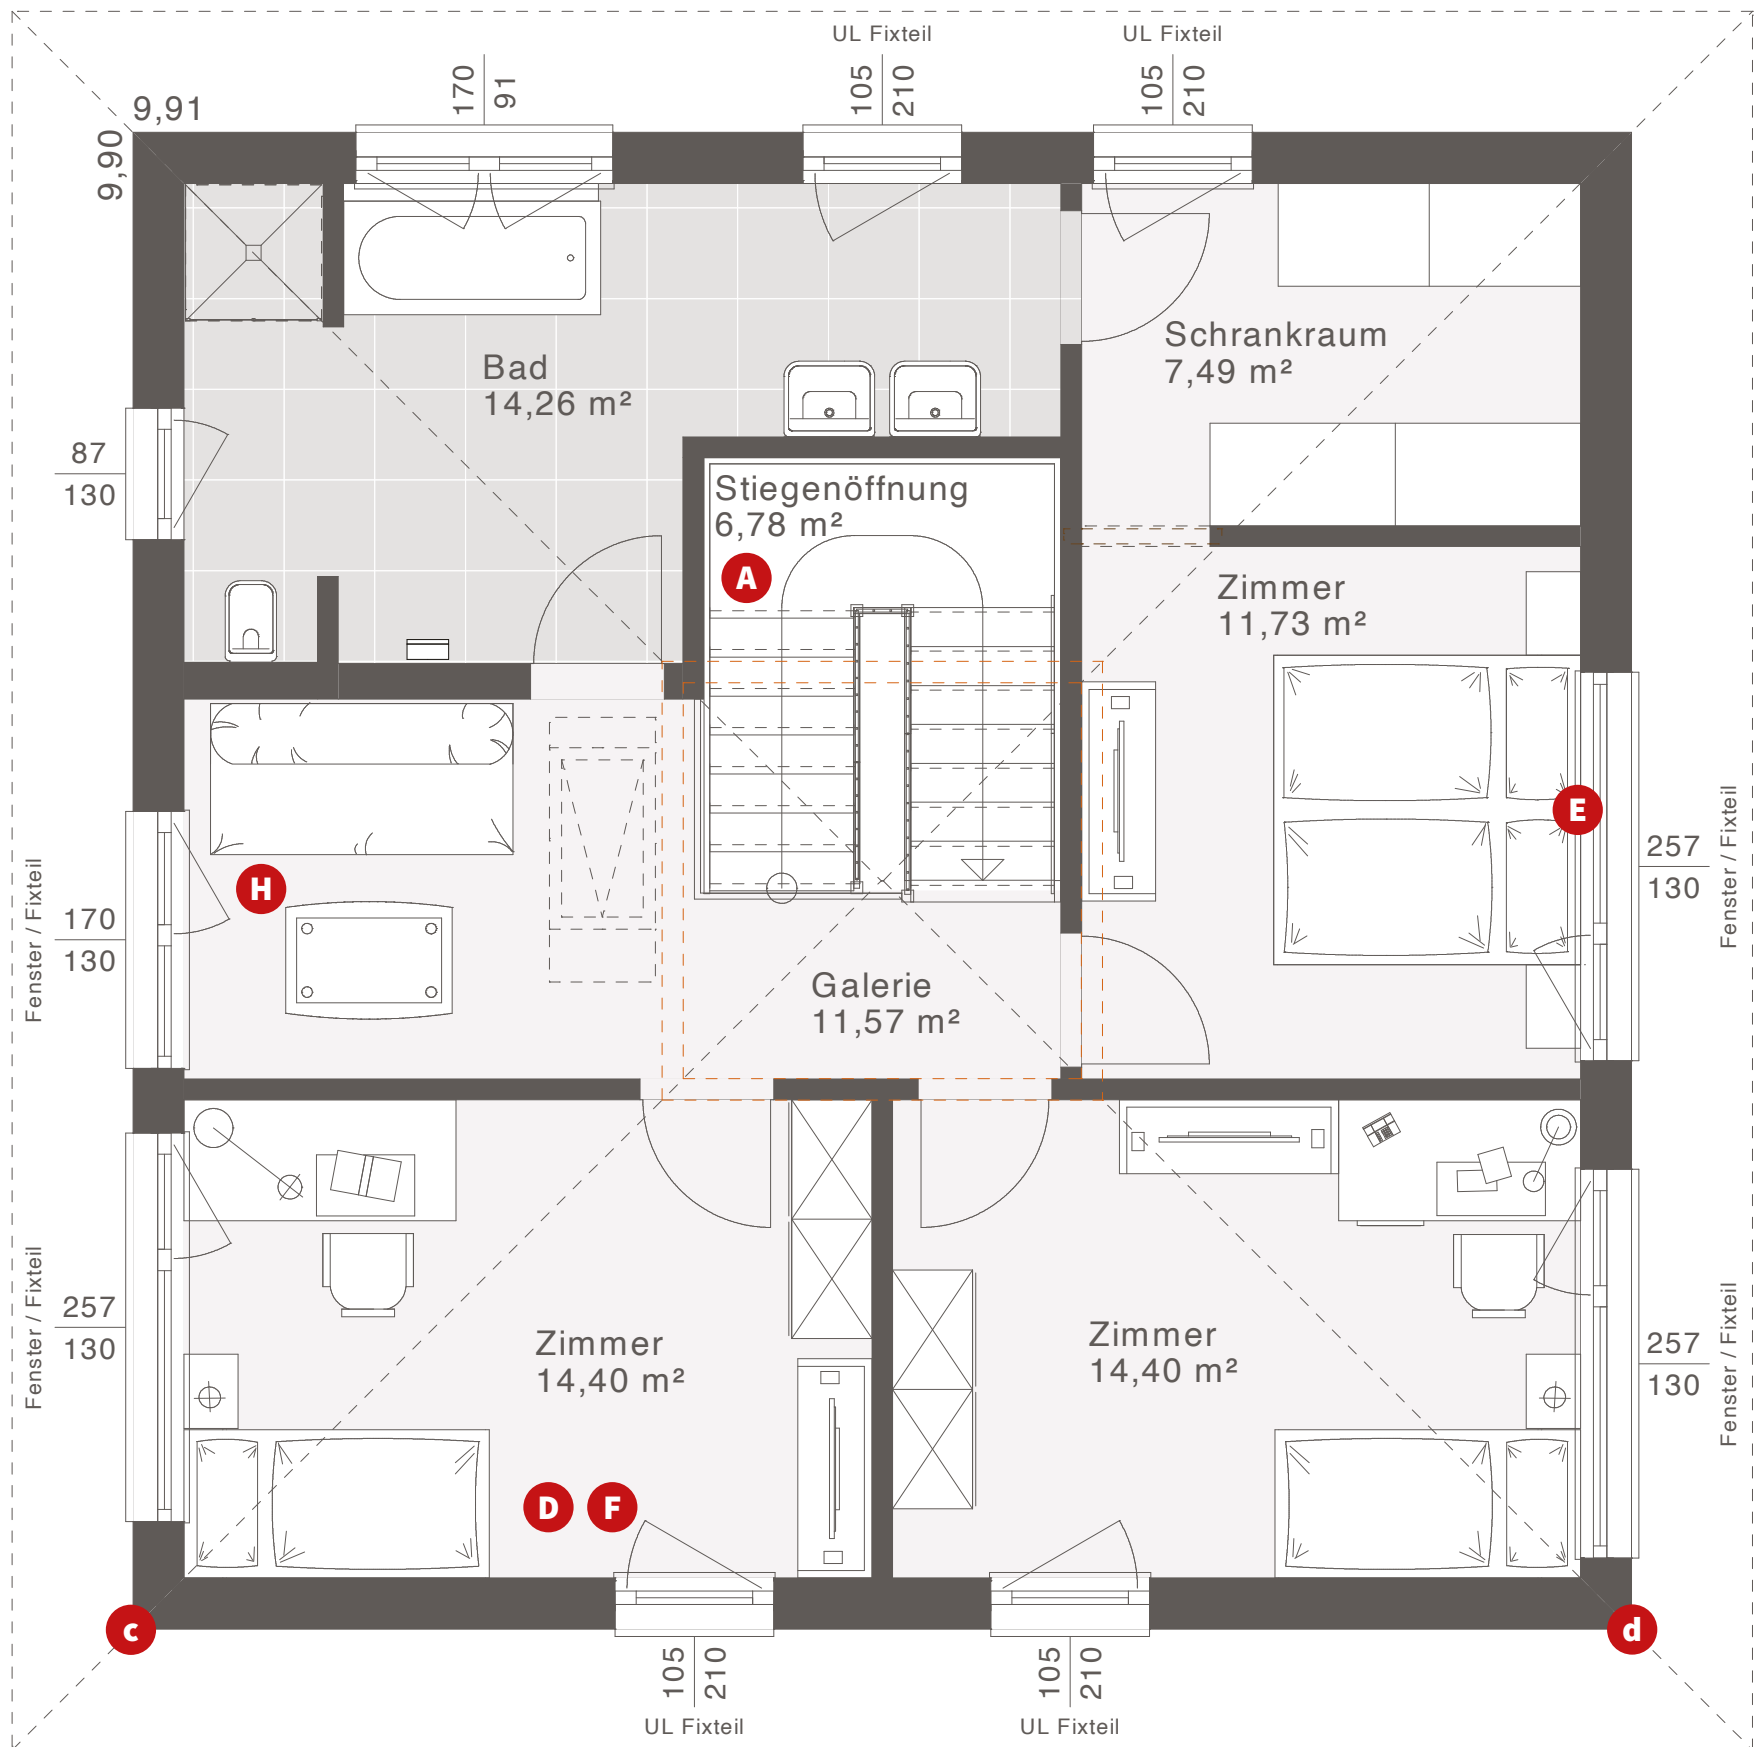 UL Fixteil
UL Fixteil
170
91
105
210
105
210
9,91
9,90
Schrankraum
7,49 m²
Bad
14,26 m²
87
130
Stiegenöffnung
6,78 m²
A
Zimmer
11,73 m²
E
H
Fenster / Fixteil
170
130
257
130
Fenster / Fixteil
Galerie
11,57 m²
Fenster / Fixteil
257
130
Zimmer
14,40 m²
Zimmer
14,40 m²
257
130
Fenster / Fixteil
D
F
c
d
105
210
105
210
UL Fixteil
UL Fixteil